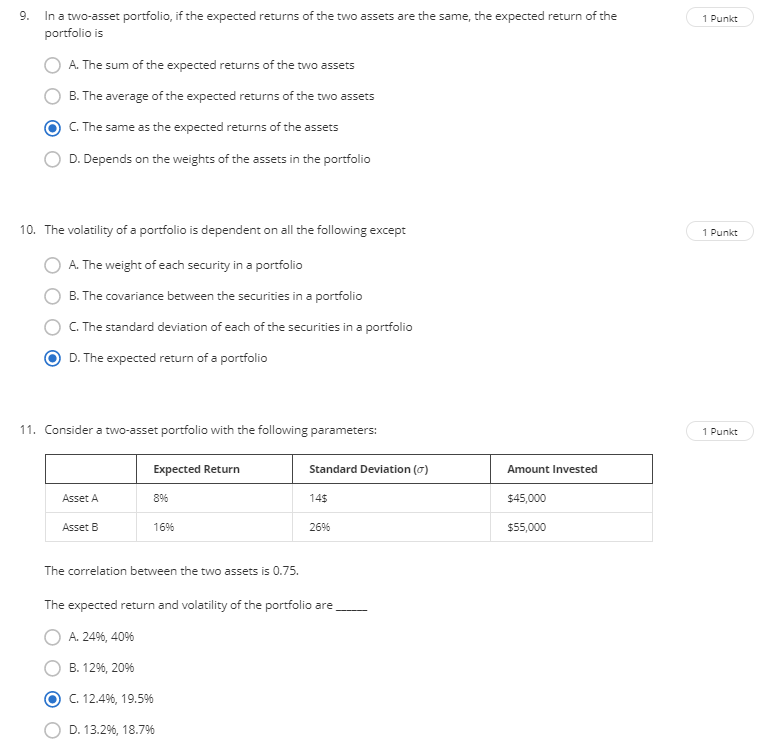 9. In a two-asset portfolio, if the expected returns of the two assets are the same, the expected return of the 1 Punkt
portfolio is
A. The sum of the expected returns of the two assets
B. The average of the expected returns of the two assets
C. The same as the expected returns of the assets
D. Depends on the weights of the assets in the portfolio
10. The volatility of a portfolio is dependent on all the following except 1 Punkt
A. The weight of each security in a portfolio
B. The covariance between the securities in a portfolio
C. The standard deviation of each of the securities in a portfolio
D. The expected return of a portfolio
11. Consider a two-asset portfolio with the following parameters: 1 Punkt
Expected Return Standard Deviation (σ) Amount Invested
Asset A 8% 14$ $45,000
Asset B 16% 26% $55,000
The correlation between the two assets is 0.75.
The expected return and volatility of the portfolio are ______
A. 24%, 40%
B. 12%, 20%
C. 12.4%, 19.5%
D. 13.2%, 18.7%